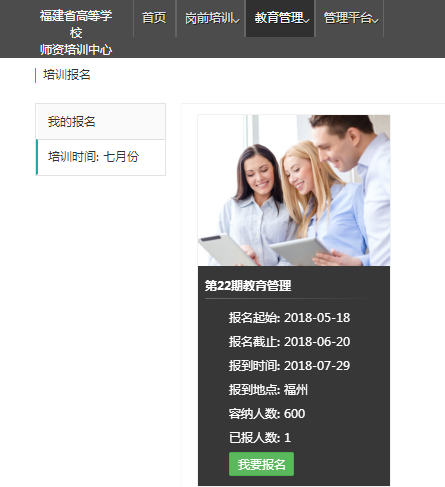 福建省高等学
校
师资培训中心
首页
岗前培训
教育管理
管理平台
培训报名
我的报名
培训时间: 七月份
第22期教育管理
报名起始: 2018-05-18
报名截止: 2018-06-20
报到时间: 2018-07-29
报到地点: 福州
容纳人数: 600
已报人数: 1
我要报名